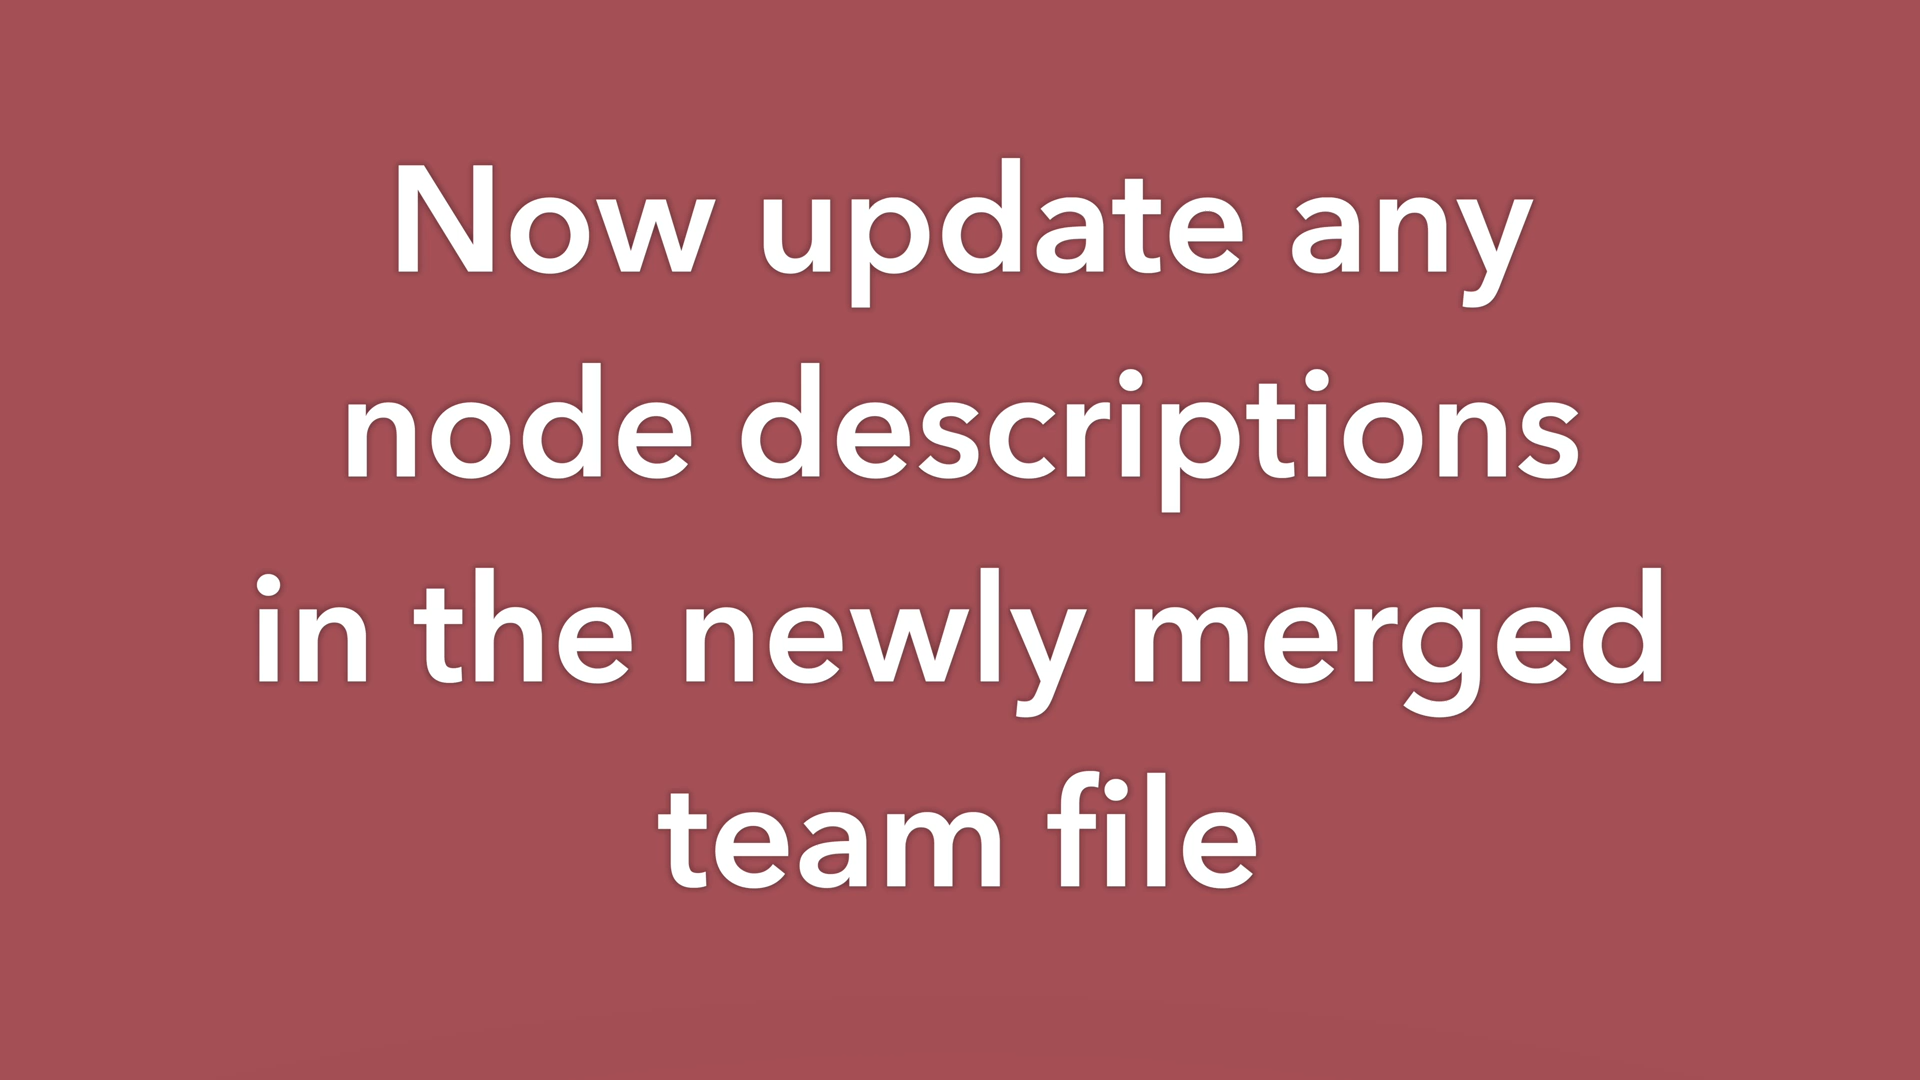 Now update any
node descriptions
in the newly merged
team file